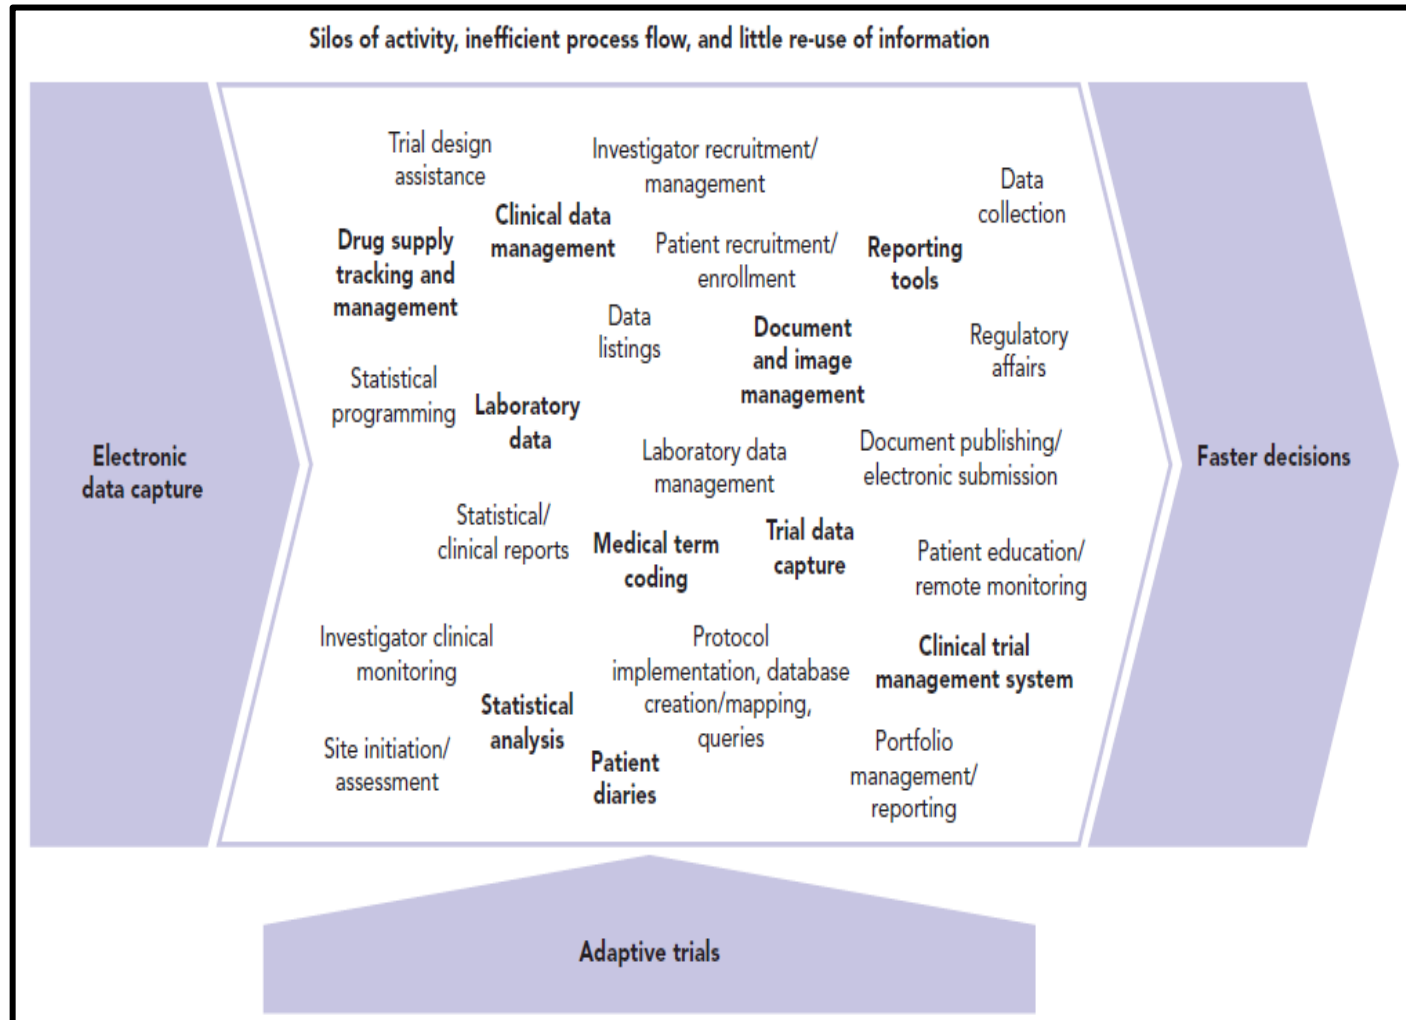 Silos of activity, inefficient process flow, and little re-use of information
Electronic
data capture
Trial design
assistance
Investigator recruitment/
management
Data
collection
Clinical data
management
Drug supply
tracking and
management
Patient recruitment/
enrollment
Reporting
tools
Data
listings
Document
and image
management
Regulatory
affairs
Statistical
programming
Laboratory
data
Laboratory data
management
Document publishing/
electronic submission
Statistical/
clinical reports
Medical term
coding
Trial data
capture
Patient education/
remote monitoring
Investigator clinical
monitoring
Protocol
implementation, database
creation/mapping,
queries
Clinical trial
management system
Statistical
analysis
Site initiation/
assessment
Patient
diaries
Portfolio
management/
reporting
Faster decisions
Adaptive trials